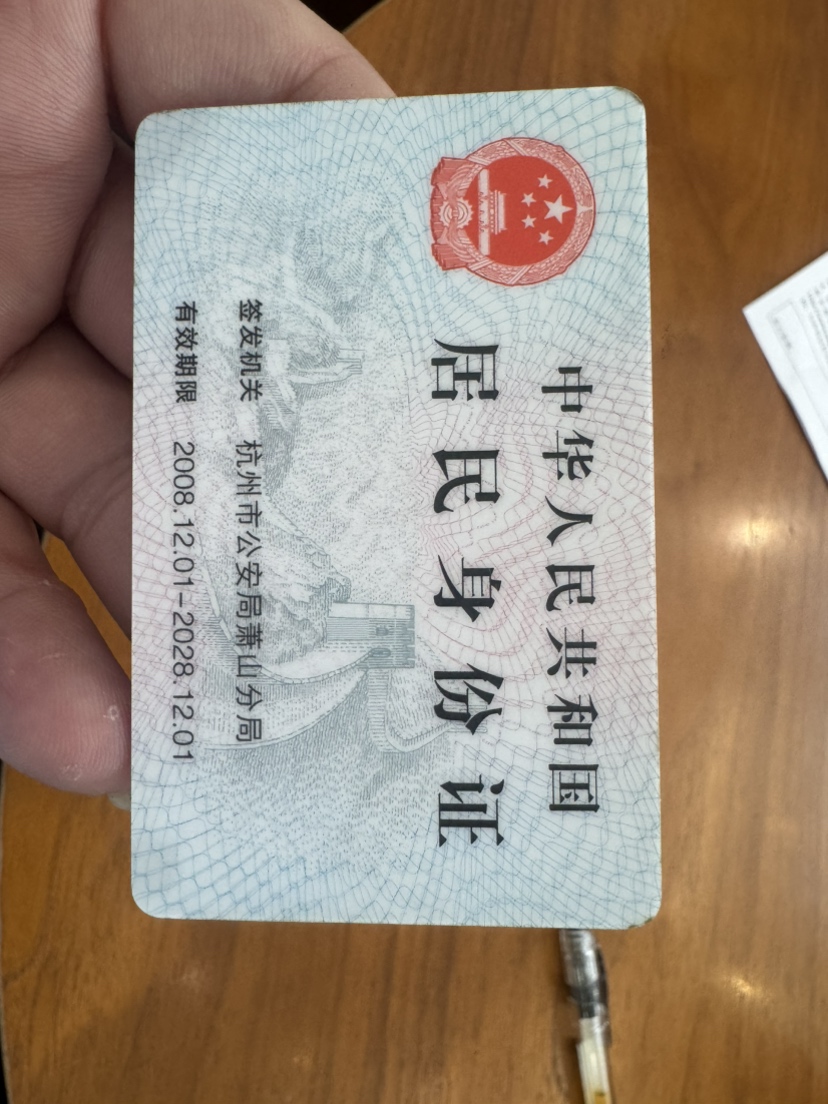 中华人民共和国
居民身份证
签发机关 杭州市公安局萧山分局
有效期限 2008.12.01-2028.12.01